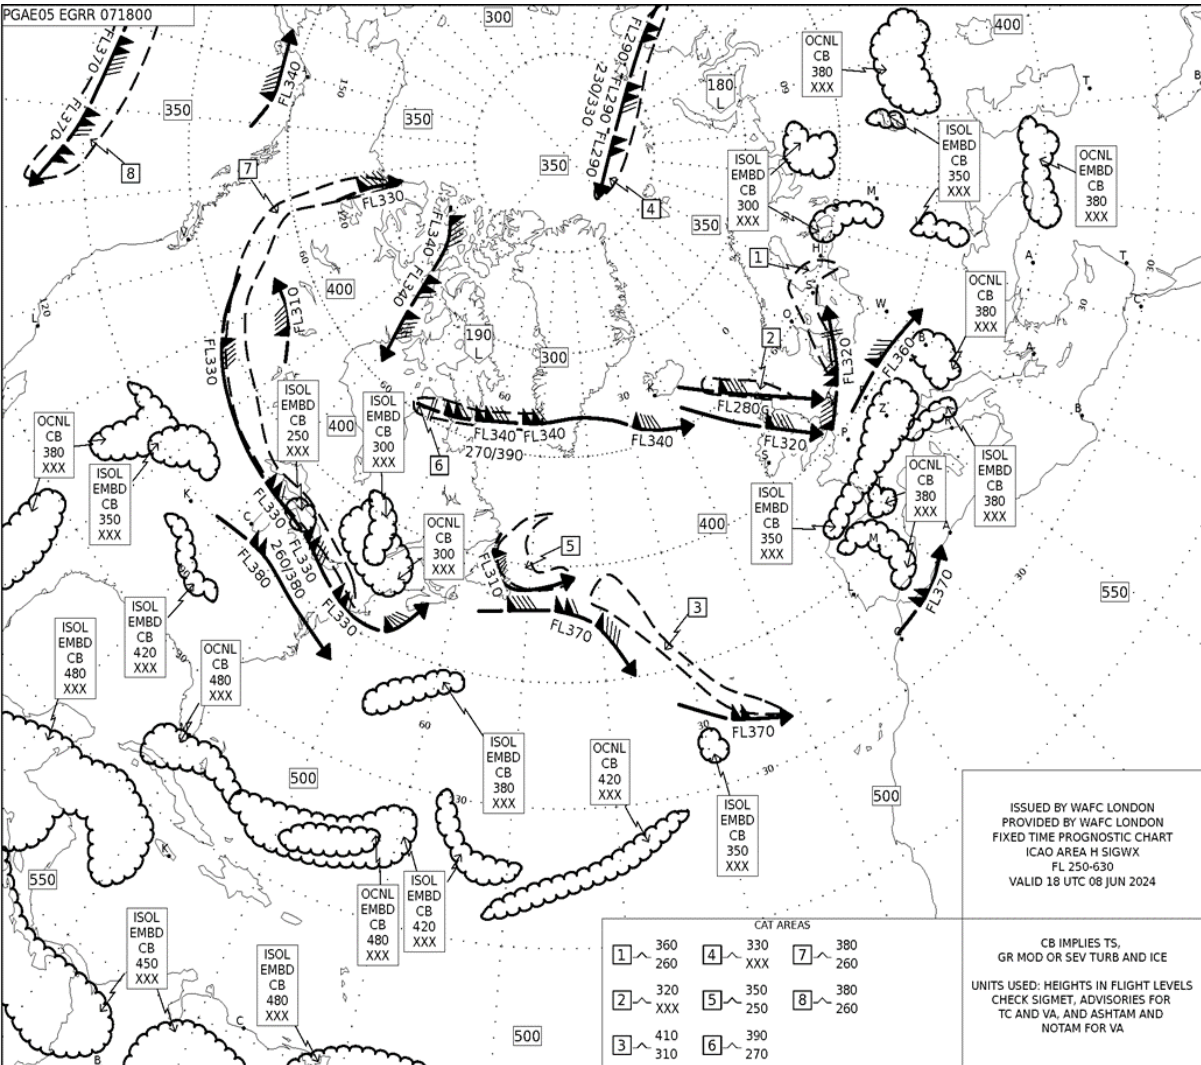 PGAE05 EGRR 071800
300
400
OCNL
CB
380
XXX
FL370
FL340
FL290
FL290
230/330
FL290
180
L
350
350
350
FL370
8
7
4
350
ISOL
EMBD
CB
300
XXX
ISOL
EMBD
CB
350
XXX
OCNL
EMBD
CB
380
XXX
FL330
FL340
FL340
400
1
OCNL
CB
380
XXX
FL310
FL330
190
L
300
2
FL320
FL360
FL280
FL320
ISOL
EMBD
CB
250
XXX
ISOL
EMBD
CB
300
XXX
400
OCNL
CB
380
XXX
ISOL
EMBD
CB
350
XXX
FL340
FL340
FL340
270/390
6
OCNL
CB
380
XXX
ISOL
EMBD
CB
380
XXX
ISOL
EMBD
CB
350
XXX
400
FL330
FL330
260/380
FL330
FL380
OCNL
CB
300
XXX
5
FL310
FL370
3
FL370
550
ISOL
EMBD
CB
420
XXX
ISOL
EMBD
CB
480
XXX
OCNL
CB
480
XXX
FL370
ISOL
EMBD
CB
380
XXX
OCNL
CB
420
XXX
500
500
ISOL
EMBD
CB
350
XXX
550
OCNL
EMBD
CB
480
XXX
ISOL
EMBD
CB
420
XXX
ISOL
EMBD
CB
450
XXX
ISOL
EMBD
CB
480
XXX
500
ISSUED BY WAFC LONDON
PROVIDED BY WAFC LONDON
FIXED TIME PROGNOSTIC CHART
ICAO AREA H SIGWX
FL 250-630
VALID 18 UTC 08 JUN 2024
CAT AREAS
1 360
260
4 330
XXX
7 380
260
2 320
XXX
5 350
250
8 380
260
3 410
310
6 390
270
CB IMPLIES TS,
GR MOD OR SEV TURB AND ICE
UNITS USED: HEIGHTS IN FLIGHT LEVELS
CHECK SIGMET, ADVISORIES FOR
TC AND VA, AND ASHTAM AND
NOTAM FOR VA